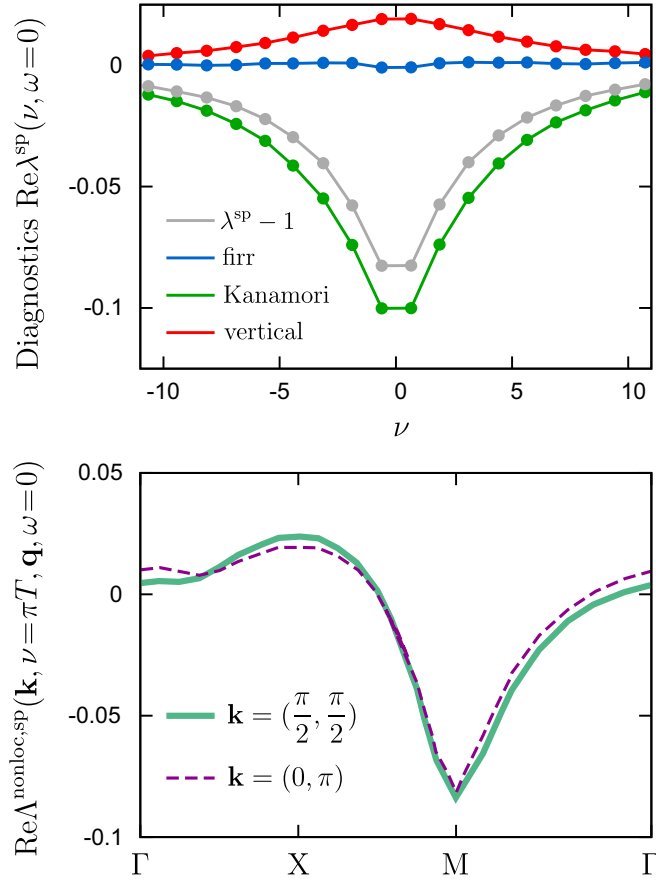 Diagnostics Reλ^sp(ν, ω=0)
0
-0.05
-0.1
λ^sp − 1
firr
Kanamori
vertical
-10 -5 0 5 10
ν
ReΛ^nonloc,sp(k, ν=πT, q, ω=0)
0.05
0
-0.05
-0.1
k = (π/2, π/2)
k = (0, π)
Γ X M Γ